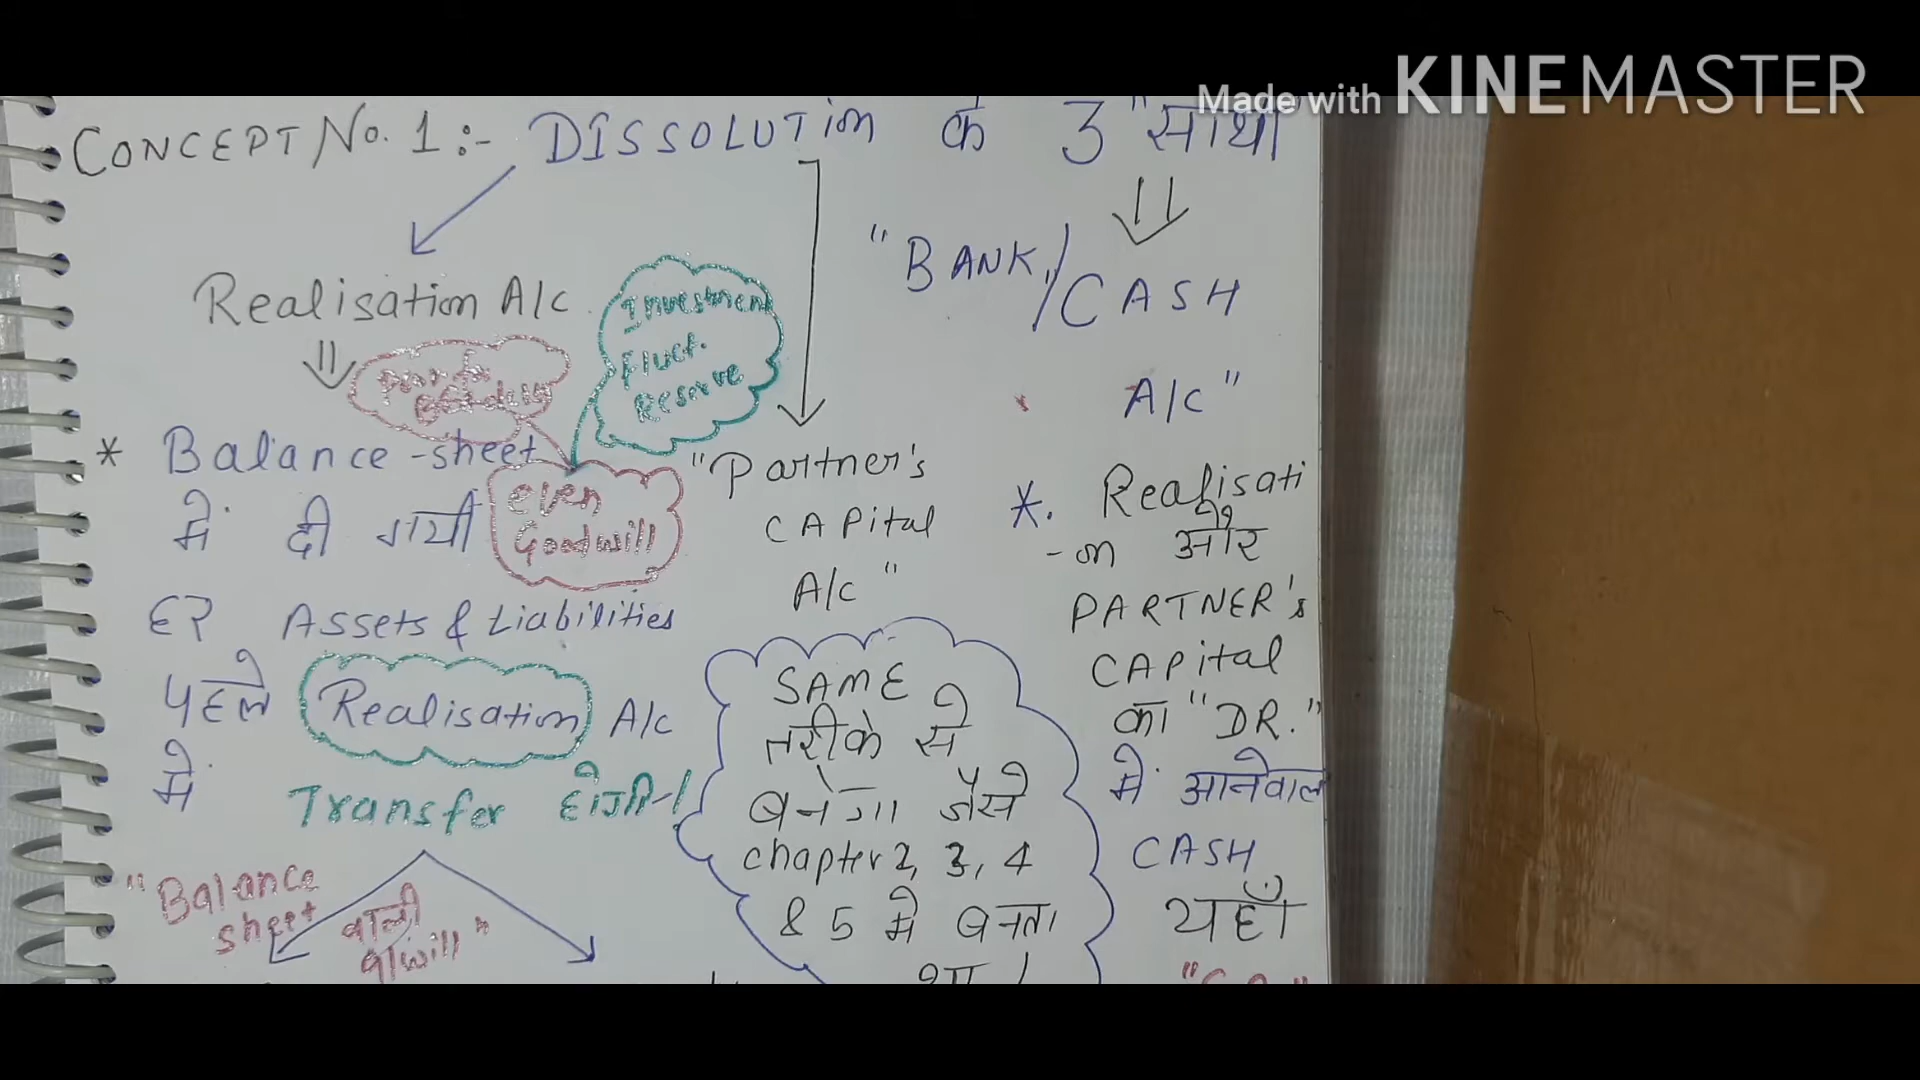 Made with KINEMASTER
CONCEPT No. 1:- DISSOLUTion के 3 "साथी
Realisation A/c
Investment
Fluct.
Reserve
"BANK/CASH
A/c"
* Balance-sheet
में दी गयी
even
Goodwill
हर Assets & Liabilities
पहले Realisation A/c
में
Transfer होंगी।
"Balance
sheet वाली
g/will"
"Partner's
CAPital
A/c"
SAME
तरीके से
बनेगा जैसे
chapter 2, 3, 4
& 5 में बनता
था।
*. Realisati
-on और
PARTNER's
CAPital
का "DR."
में आनेवाल
CASH
यहाँ